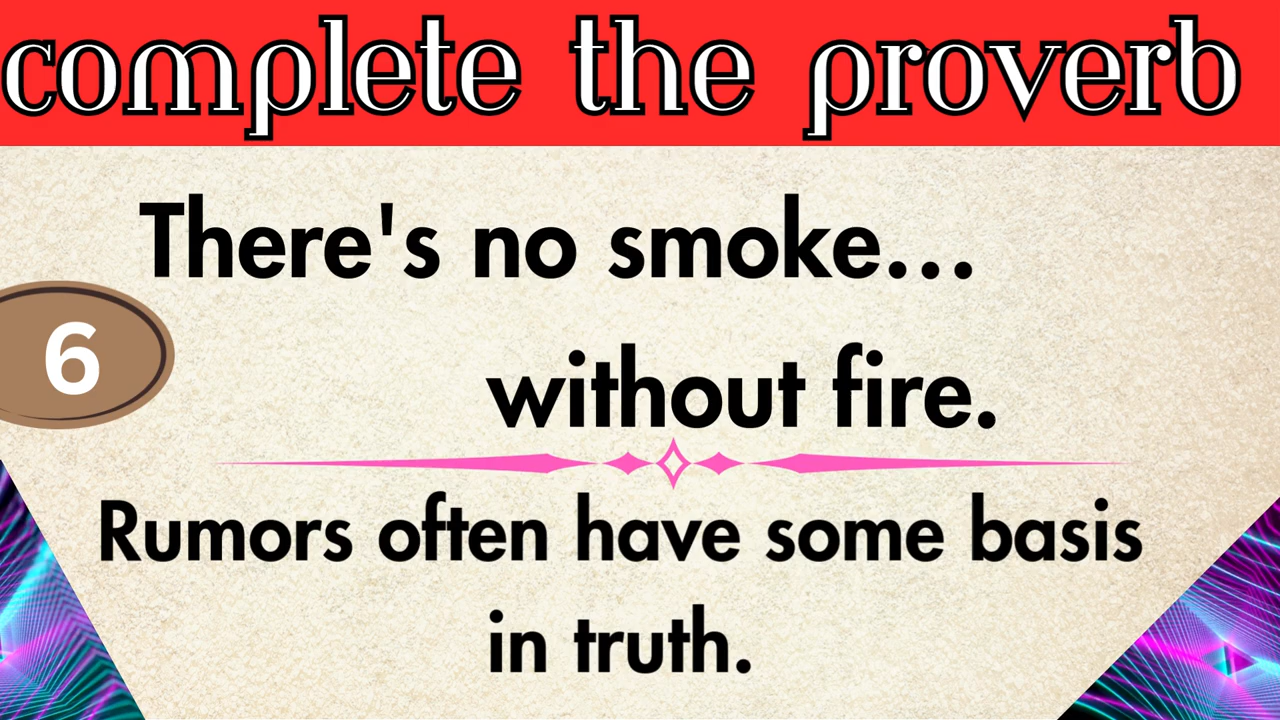 complete the proverb
There's no smoke...
6
without fire.
Rumors often have some basis
in truth.